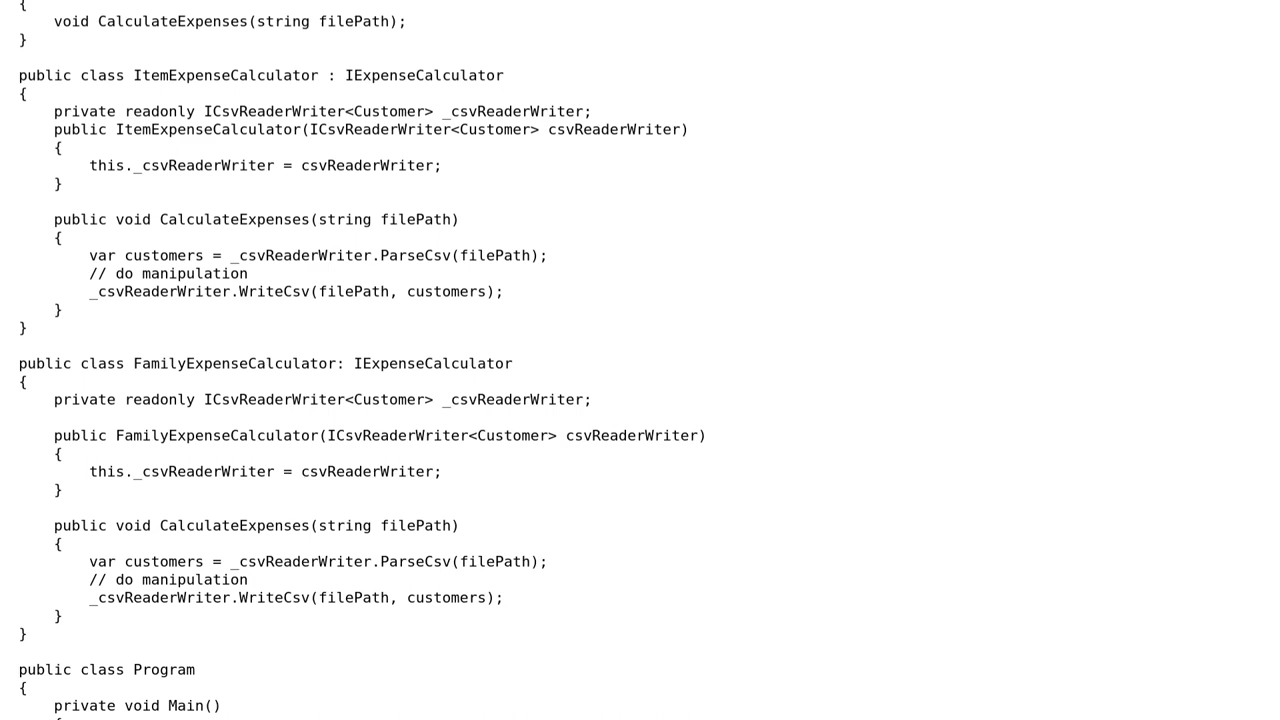 {
    void CalculateExpenses(string filePath);
}
public class ItemExpenseCalculator : IExpenseCalculator
{
    private readonly ICsvReaderWriter<Customer> _csvReaderWriter;
    public ItemExpenseCalculator(ICsvReaderWriter<Customer> csvReaderWriter)
    {
        this._csvReaderWriter = csvReaderWriter;
    }
    public void CalculateExpenses(string filePath)
    {
        var customers = _csvReaderWriter.ParseCsv(filePath);
        // do manipulation
        _csvReaderWriter.WriteCsv(filePath, customers);
    }
}
public class FamilyExpenseCalculator: IExpenseCalculator
{
    private readonly ICsvReaderWriter<Customer> _csvReaderWriter;
    public FamilyExpenseCalculator(ICsvReaderWriter<Customer> csvReaderWriter)
    {
        this._csvReaderWriter = csvReaderWriter;
    }
    public void CalculateExpenses(string filePath)
    {
        var customers = _csvReaderWriter.ParseCsv(filePath);
        // do manipulation
        _csvReaderWriter.WriteCsv(filePath, customers);
    }
}
public class Program
{
    private void Main()
    {